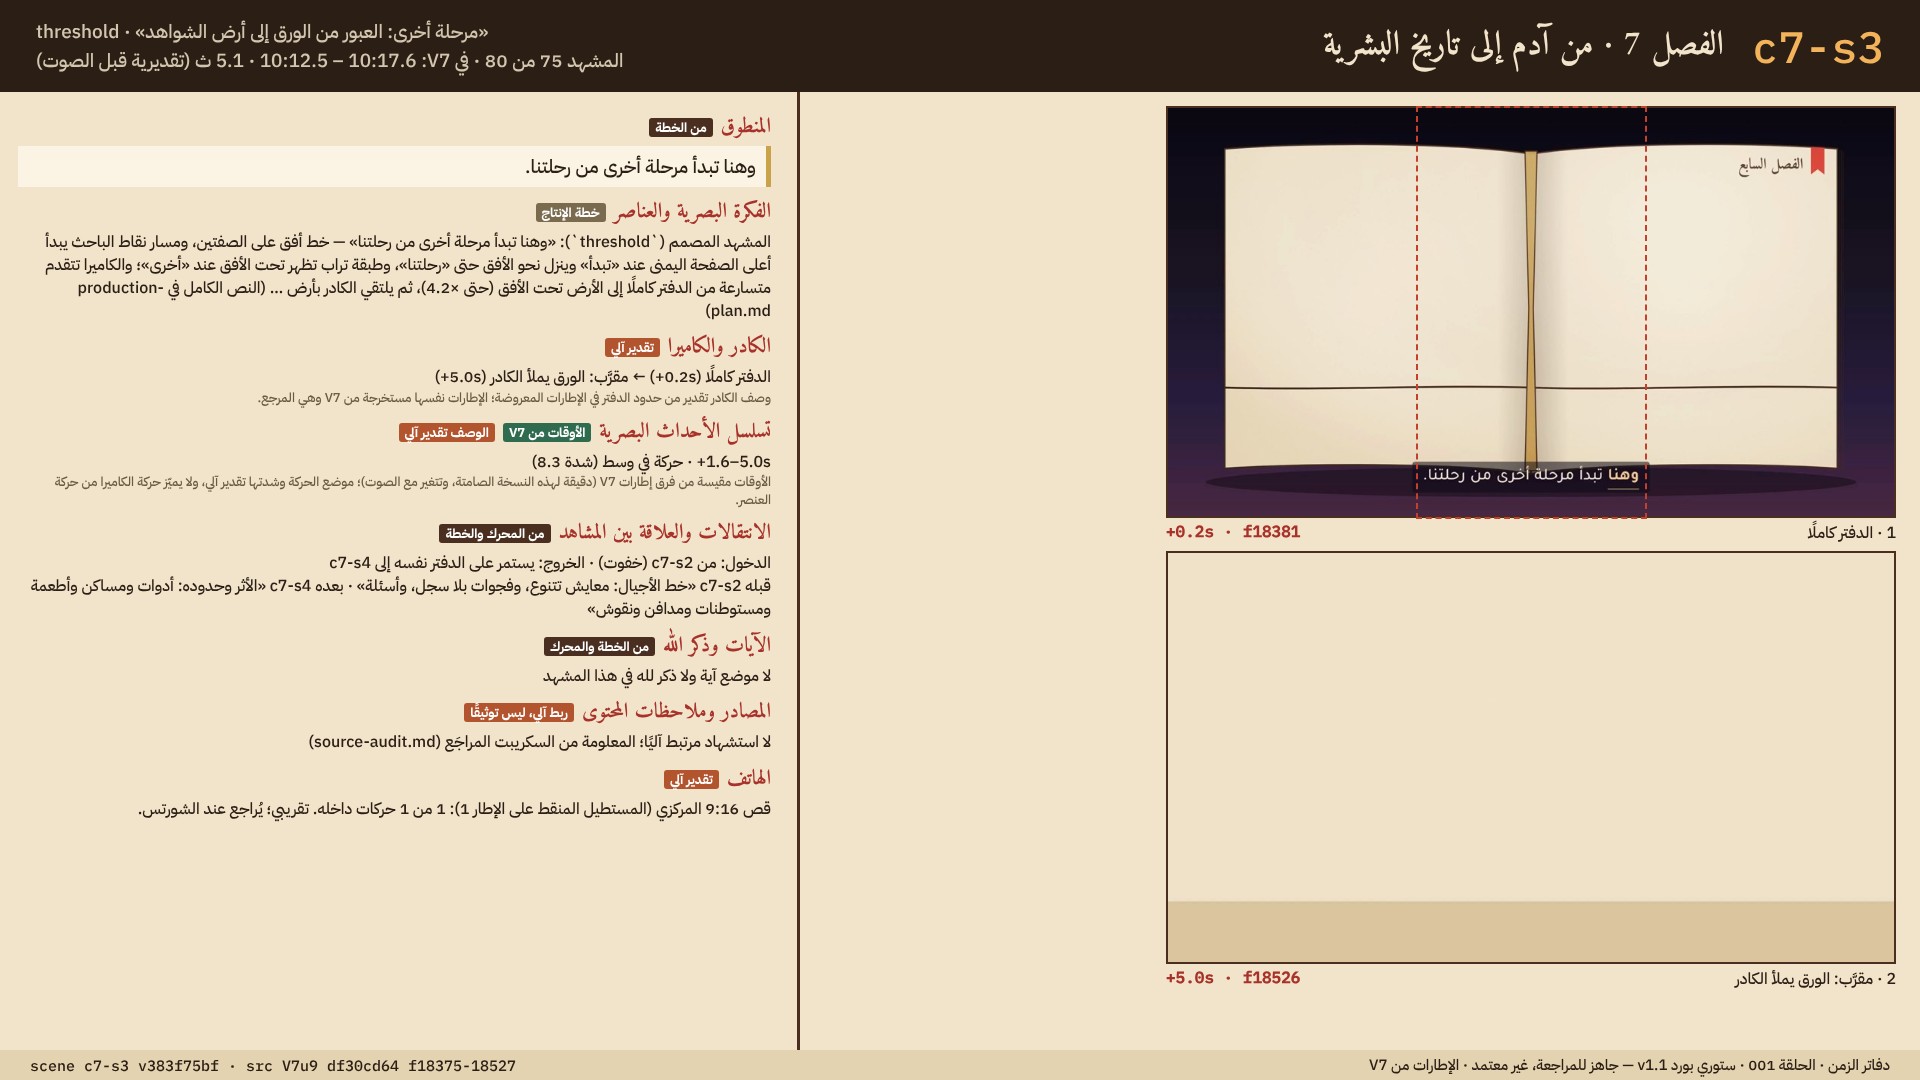 c7-s3
الفصل 7 · من آدم إلى تاريخ البشرية
«مرحلة أخرى: العبور من الورق إلى أرض الشواهد» · threshold
المشهد 75 من 80 · في V7: 10:12.5 – 10:17.6 · 5.1 ث (تقديرية قبل الصوت)
الفصل السابع
وهنا تبدأ مرحلة أخرى من رحلتنا.
1 · الدفتر كاملًا
+0.2s · f18381
2 · مقرَّب: الورق يملأ الكادر
+5.0s · f18526
المنطوق من الخطة
وهنا تبدأ مرحلة أخرى من رحلتنا.
الفكرة البصرية والعناصر خطة الإنتاج
المشهد المصمم (`threshold`): «وهنا تبدأ مرحلة أخرى من رحلتنا» — خط أفق على الصفتين، ومسار نقاط الباحث يبدأ
أعلى الصفحة اليمنى عند «تبدأ» وينزل نحو الأفق حتى «رحلتنا»، وطبقة تراب تظهر تحت الأفق عند «أخرى»؛ والكاميرا تتقدم
متسارعة من الدفتر كاملًا إلى الأرض تحت الأفق (حتى ×4.2)، ثم يلتقي الكادر بأرض ... (النص الكامل في production-
plan.md)
الكادر والكاميرا تقدير آلي
الدفتر كاملًا (+0.2s) ← مقرَّب: الورق يملأ الكادر (+5.0s)
وصف الكادر تقدير من حدود الدفتر في الإطارات المعروضة؛ الإطارات نفسها مستخرجة من V7 وهي المرجع.
تسلسل الأحداث البصرية الأوقات من V7 الوصف تقدير آلي
+1.6–5.0s · حركة في وسط (شدة 8.3)
الأوقات مقيسة من فرق إطارات V7 (دقيقة لهذه النسخة الصامتة، وتتغير مع الصوت)؛ موضع الحركة وشدتها تقدير آلي، ولا يميّز حركة الكاميرا من حركة
العنصر.
الانتقالات والعلاقة بين المشاهد من المحرك والخطة
الدخول: من c7-s2 (خفوت) · الخروج: يستمر على الدفتر نفسه إلى c7-s4
قبله c7-s2 «خط الأجيال: معايش تتنوع، وفجوات بلا سجل، وأسئلة» · بعده c7-s4 «الأثر وحدوده: أدوات ومساكن وأطعمة
ومستوطنات ومدافن ونقوش»
الآيات وذكر الله من الخطة والمحرك
لا موضع آية ولا ذكر لله في هذا المشهد
المصادر وملاحظات المحتوى ربط آلي، ليس توثيقًا
لا استشهاد مرتبط آليًا؛ المعلومة من السكريبت المراجَع (source-audit.md)
الهاتف تقدير آلي
قص 9:16 المركزي (المستطيل المنقط على الإطار 1): 1 من 1 حركات داخله. تقريبي؛ يُراجع عند الشورتس.
دفاتر الزمن · الحلقة 001 · ستوري بورد v1.1 — جاهز للمراجعة، غير معتمد · الإطارات من V7
scene c7-s3 v383f75bf · src V7u9 df30cd64 f18375-18527